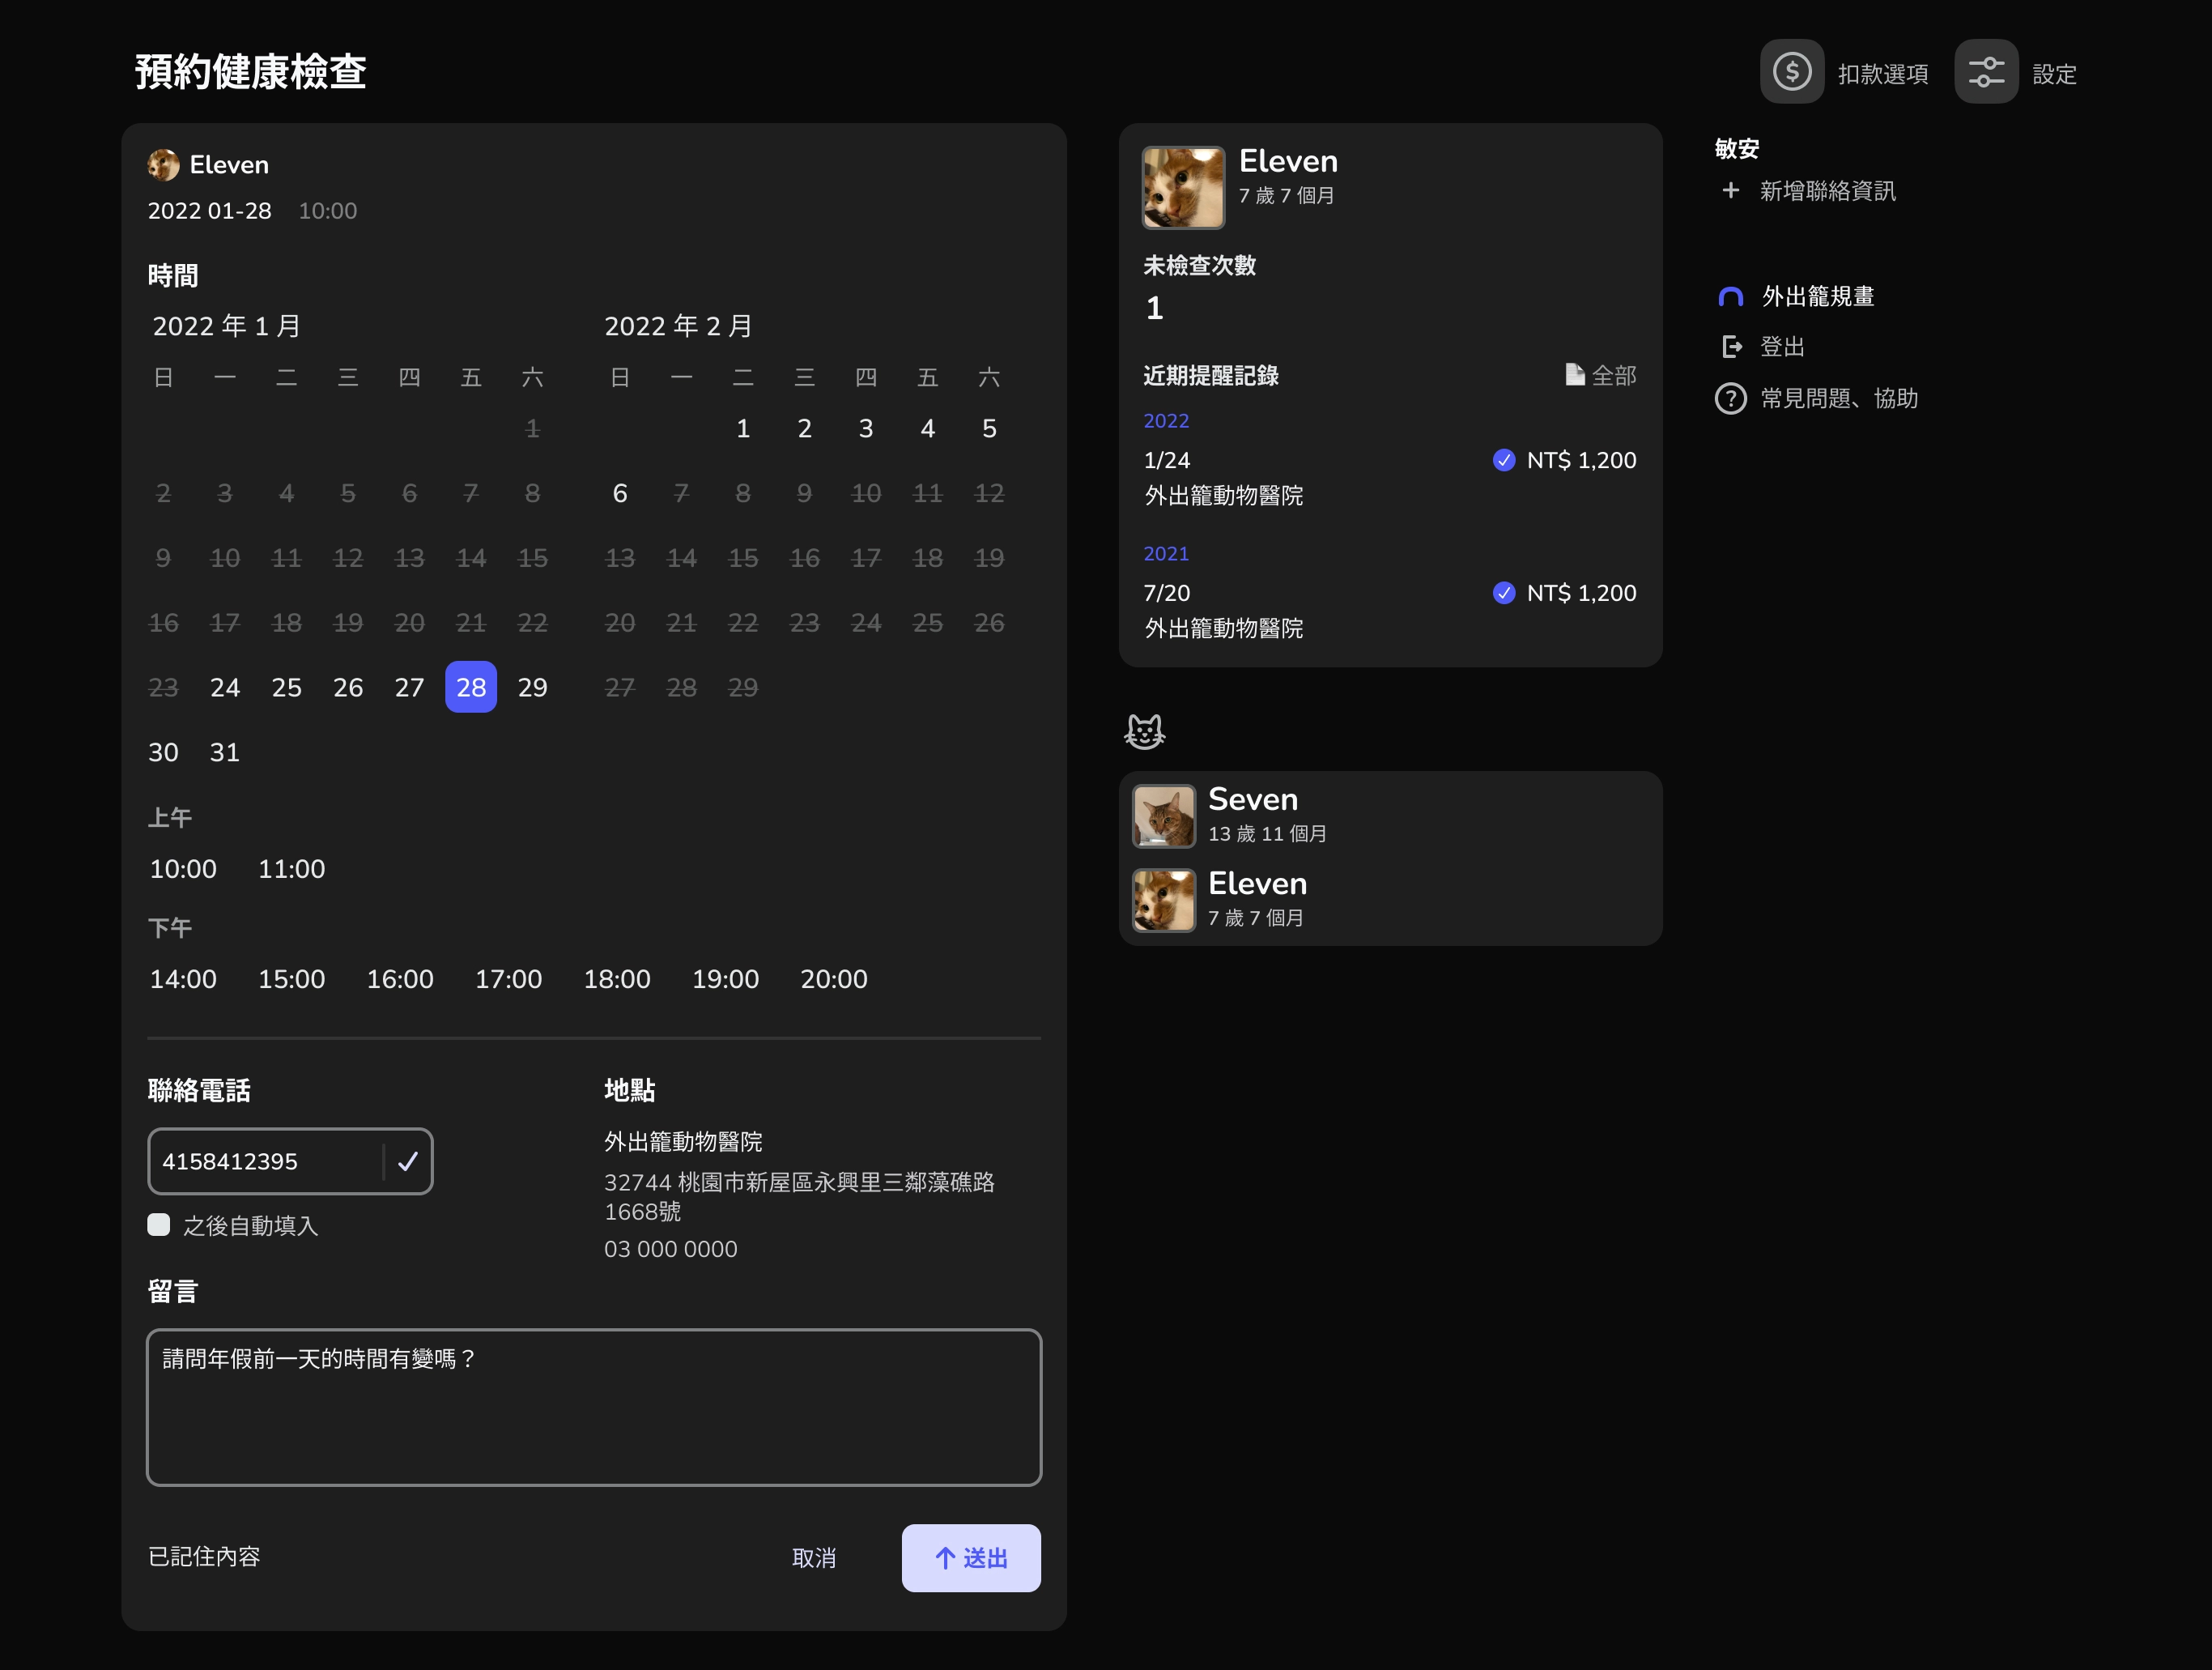 預約健康檢查
扣款選項
設定
Eleven
2022 01-28 10:00
時間
2022 年 1 月
日 一 二 三 四 五 六
1
2 3 4 5 6 7 8
9 10 11 12 13 14 15
16 17 18 19 20 21 22
23 24 25 26 27 28 29
30 31
2022 年 2 月
日 一 二 三 四 五 六
1 2 3 4 5
6 7 8 9 10 11 12
13 14 15 16 17 18 19
20 21 22 23 24 25 26
27 28 29
上午
10:00 11:00
下午
14:00 15:00 16:00 17:00 18:00 19:00 20:00
聯絡電話
4158412395
之後自動填入
地點
外出籠動物醫院
32744 桃園市新屋區永興里三鄰藻礁路
1668號
03 000 0000
留言
請問年假前一天的時間有變嗎？
已記住內容
取消
送出
Eleven
7 歲 7 個月
未檢查次數
1
近期提醒記錄
全部
2022
1/24 NT$ 1,200
外出籠動物醫院
2021
7/20 NT$ 1,200
外出籠動物醫院
Seven
13 歲 11 個月
Eleven
7 歲 7 個月
敏安
新增聯絡資訊
外出籠規畫
登出
常見問題、協助